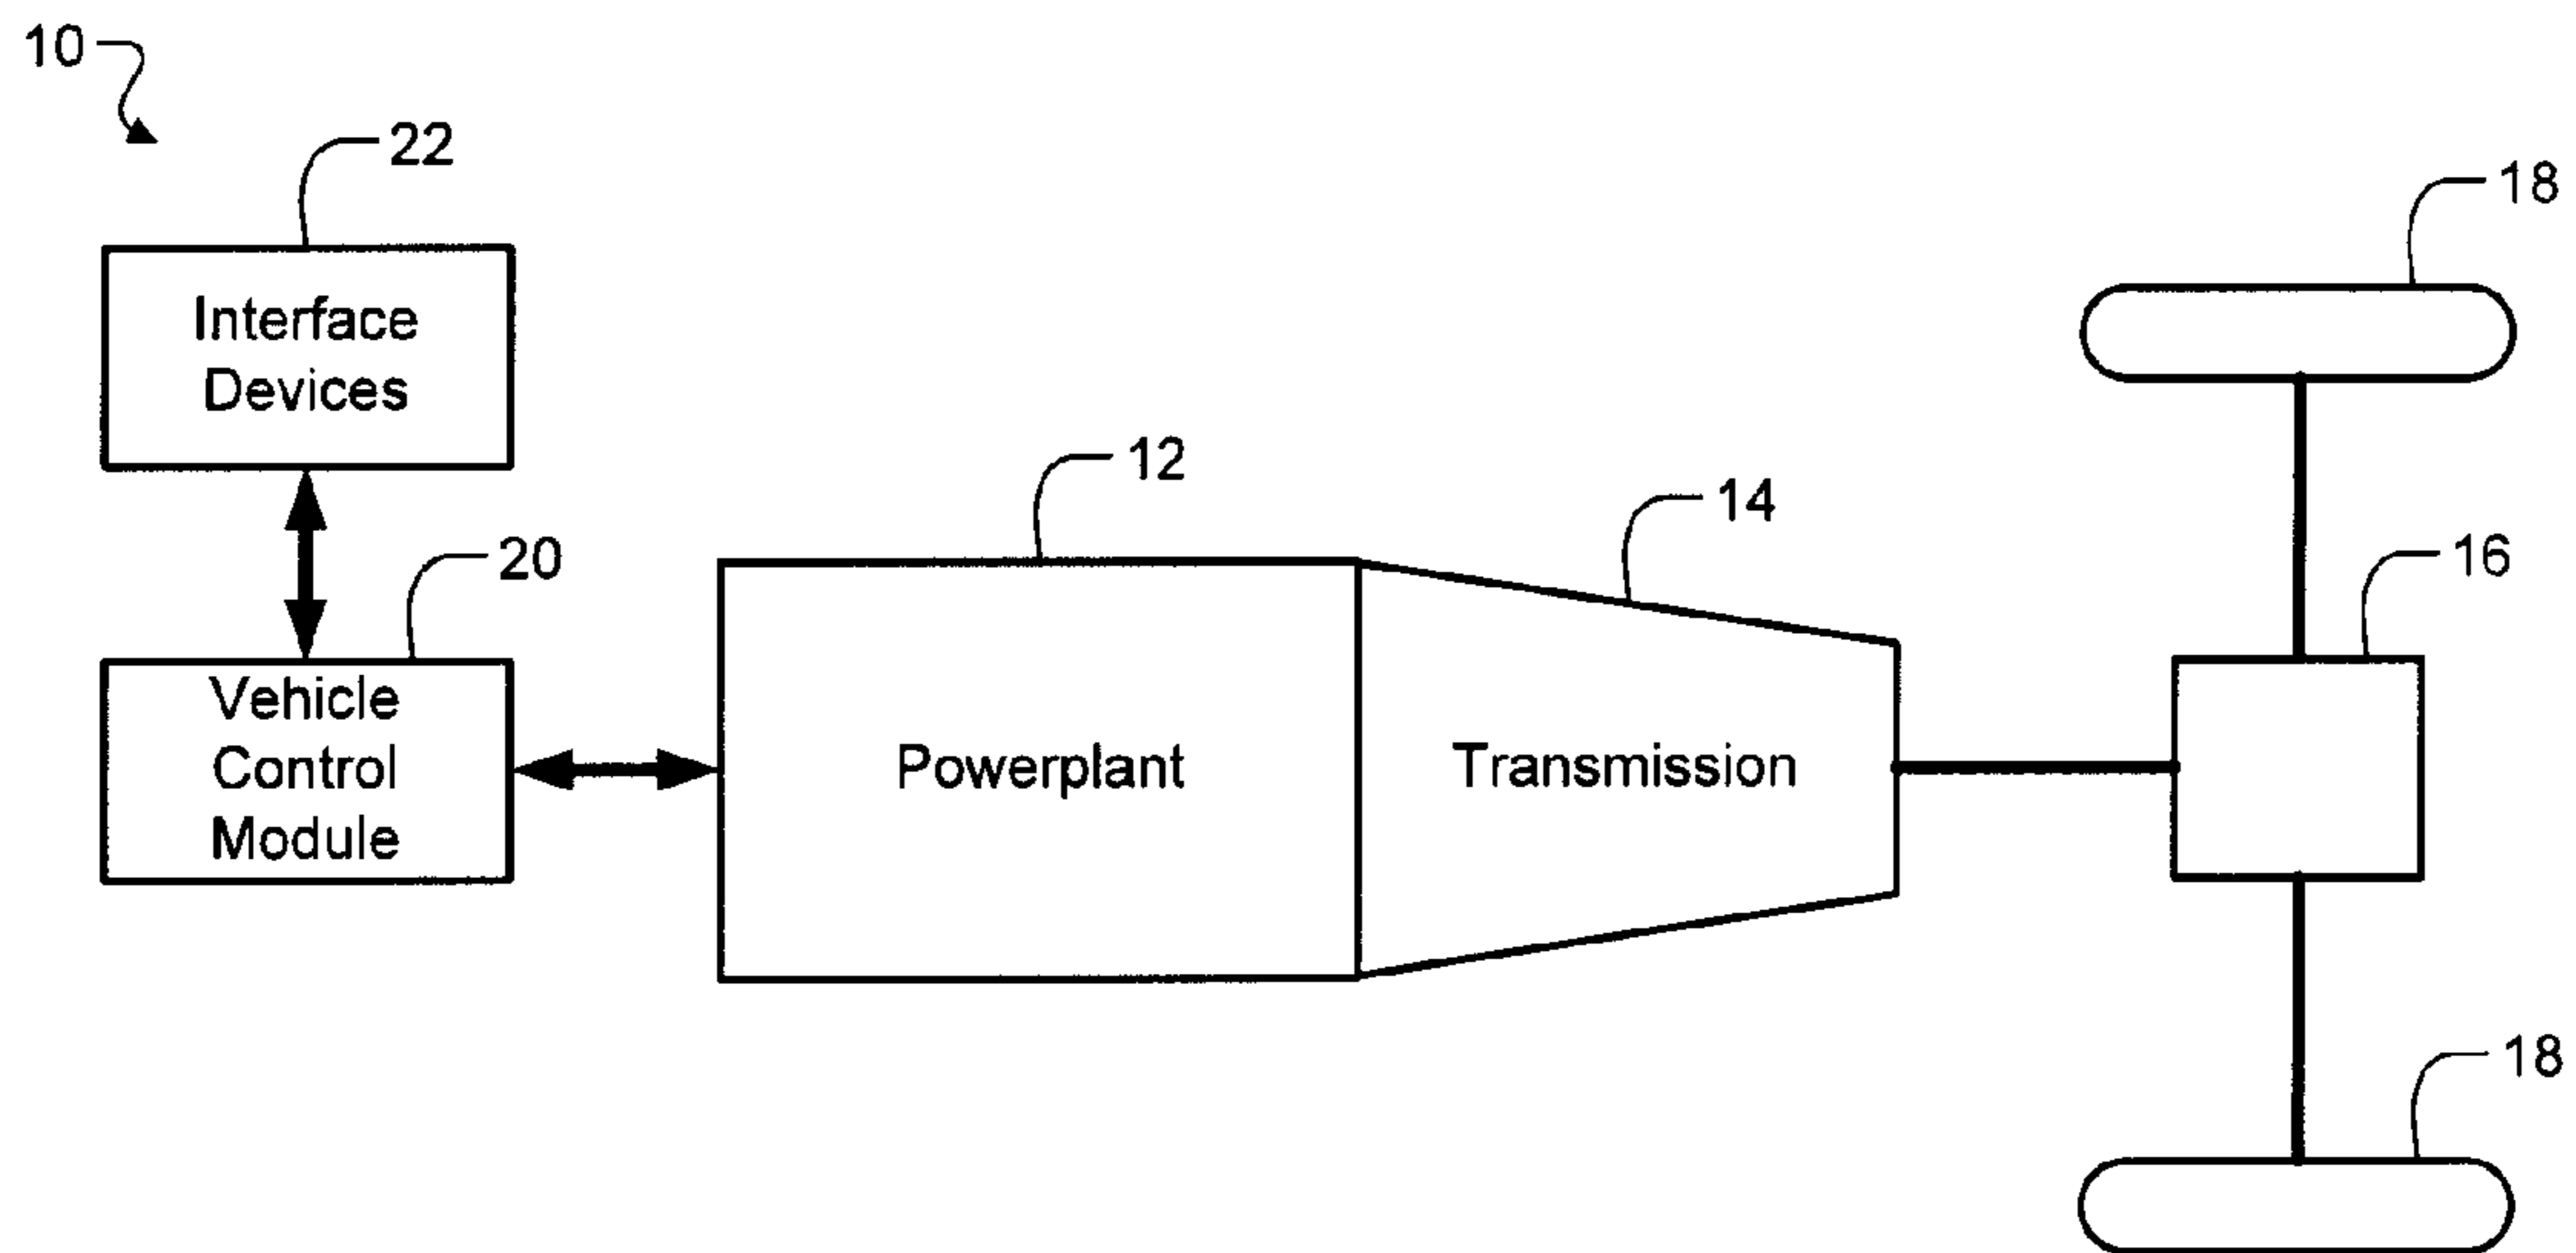 10
22
18
Interface
Devices
12
14
20
16
Vehicle
Control
Module
Powerplant
Transmission
18